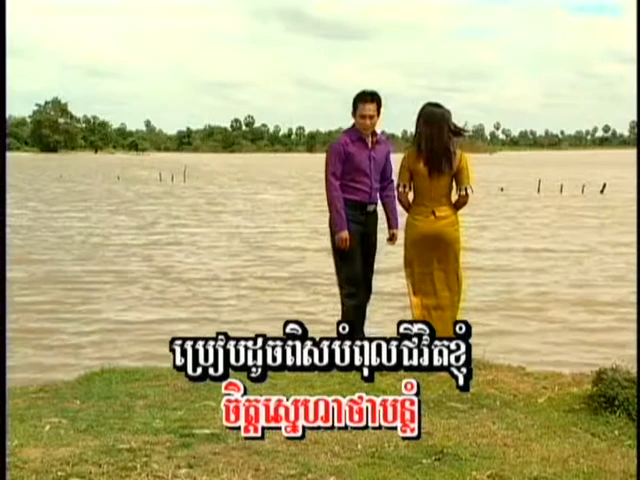 ប្រៀបដូចពិសបំពុលជីវិតខ្ញុំ
ចិត្តស្នេហាថាបន្លំ